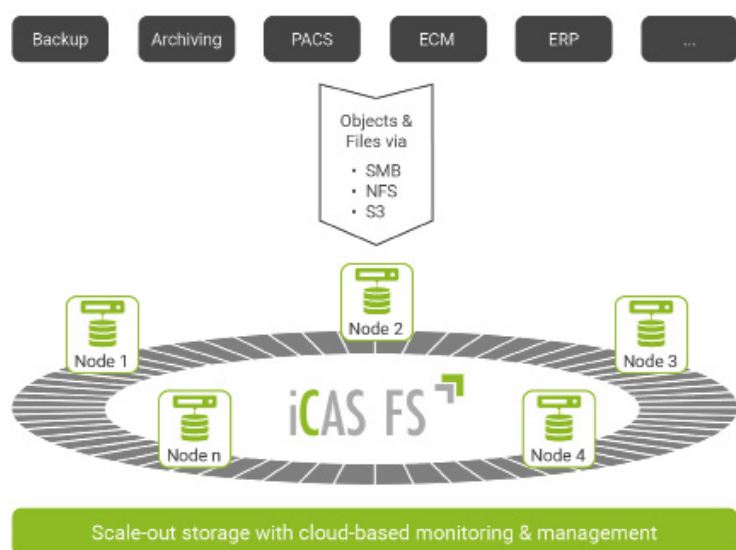 Backup
Archiving
PACS
ECM
ERP
...
Objects &
Files via
• SMB
• NFS
• S3
Node 1
Node 2
Node 3
iCAS FS
Node n
Node 4
Scale-out storage with cloud-based monitoring & management